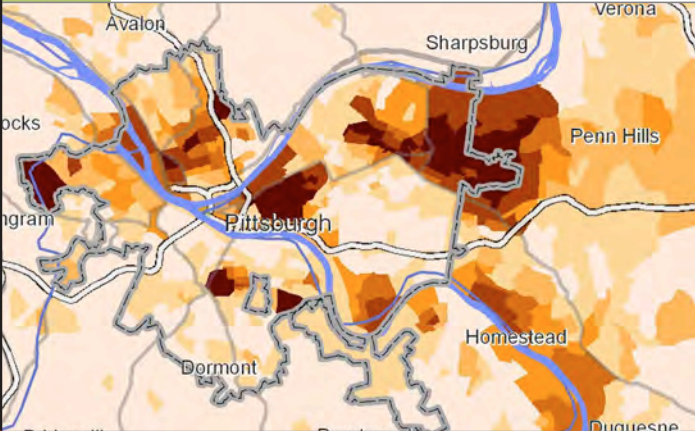 Avalon
Verona
Sharpsburg
ocks
Penn Hills
ngram
Pittsburgh
Homestead
Dormont
Duquesne